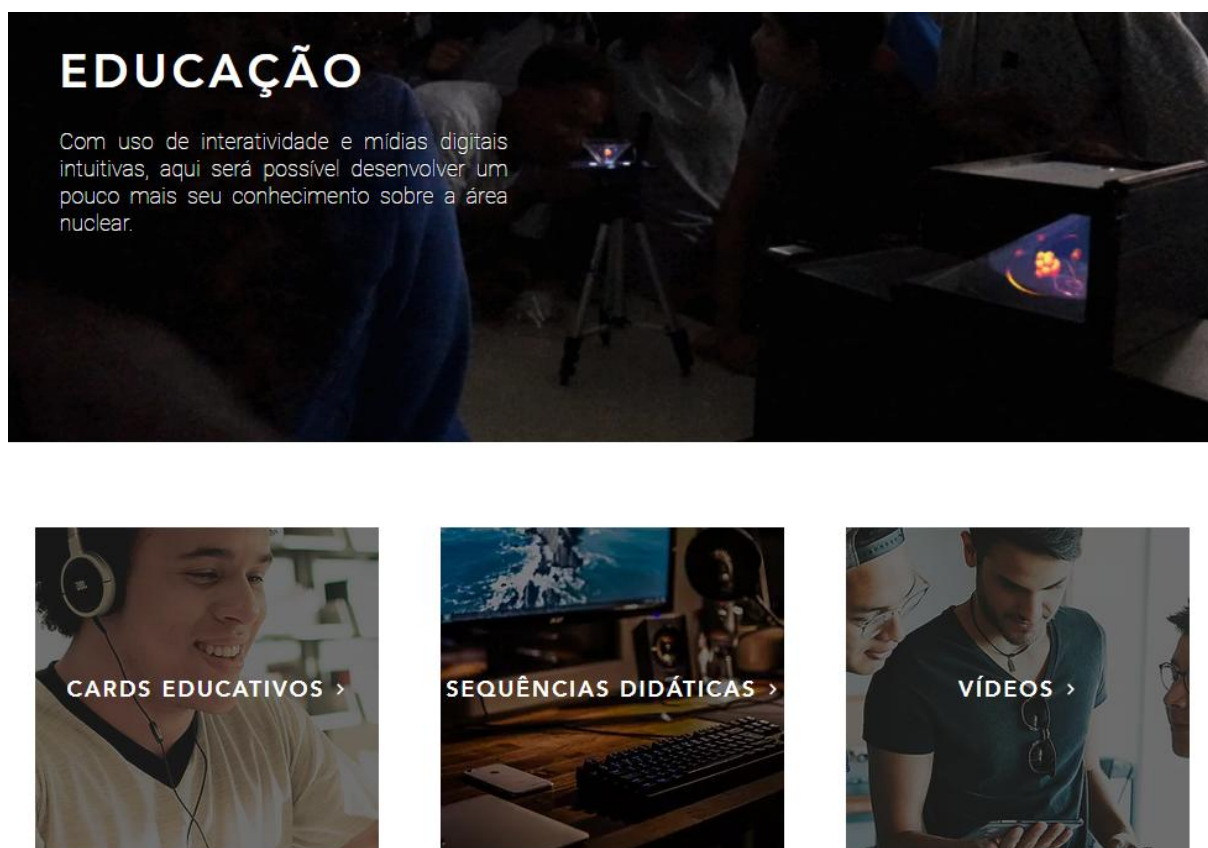 EDUCAÇÃO
Com uso de interatividade e mídias digitais
intuitivas, aqui será possível desenvolver um
pouco mais seu conhecimento sobre a área
nuclear.
CARDS EDUCATIVOS >
SEQUÊNCIAS DIDÁTICAS >
VÍDEOS >